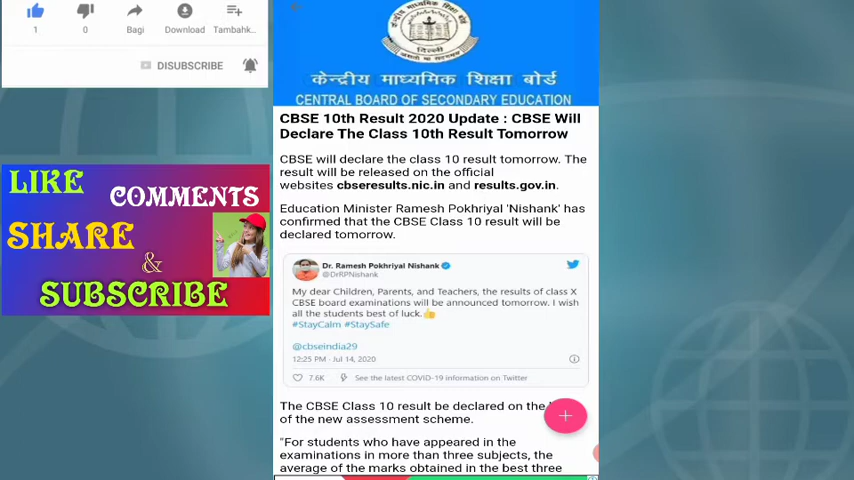 1
0
Bagi
Download
Tambahk...
DISUBSCRIBE
LIKE
COMMENTS
SHARE
&
SUBSCRIBE
केन्द्रीय माध्यमिक शिक्षा बोर्ड
CENTRAL BOARD OF SECONDARY EDUCATION
CBSE 10th Result 2020 Update : CBSE Will
Declare The Class 10th Result Tomorrow
CBSE will declare the class 10 result tomorrow. The
result will be released on the official
websites cbseresults.nic.in and results.gov.in.
Education Minister Ramesh Pokhriyal 'Nishank' has
confirmed that the CBSE Class 10 result will be
declared tomorrow.
Dr. Ramesh Pokhriyal Nishank
@DrRPNishank
My dear Children, Parents, and Teachers, the results of class X
CBSE board examinations will be announced tomorrow. I wish
all the students best of luck.👍
#StayCalm #StaySafe
@cbseindia29
12:25 PM · Jul 14, 2020
7.6K
See the latest COVID-19 information on Twitter
The CBSE Class 10 result be declared on the
of the new assessment scheme.
"For students who have appeared in the
examinations in more than three subjects, the
average of the marks obtained in the best three